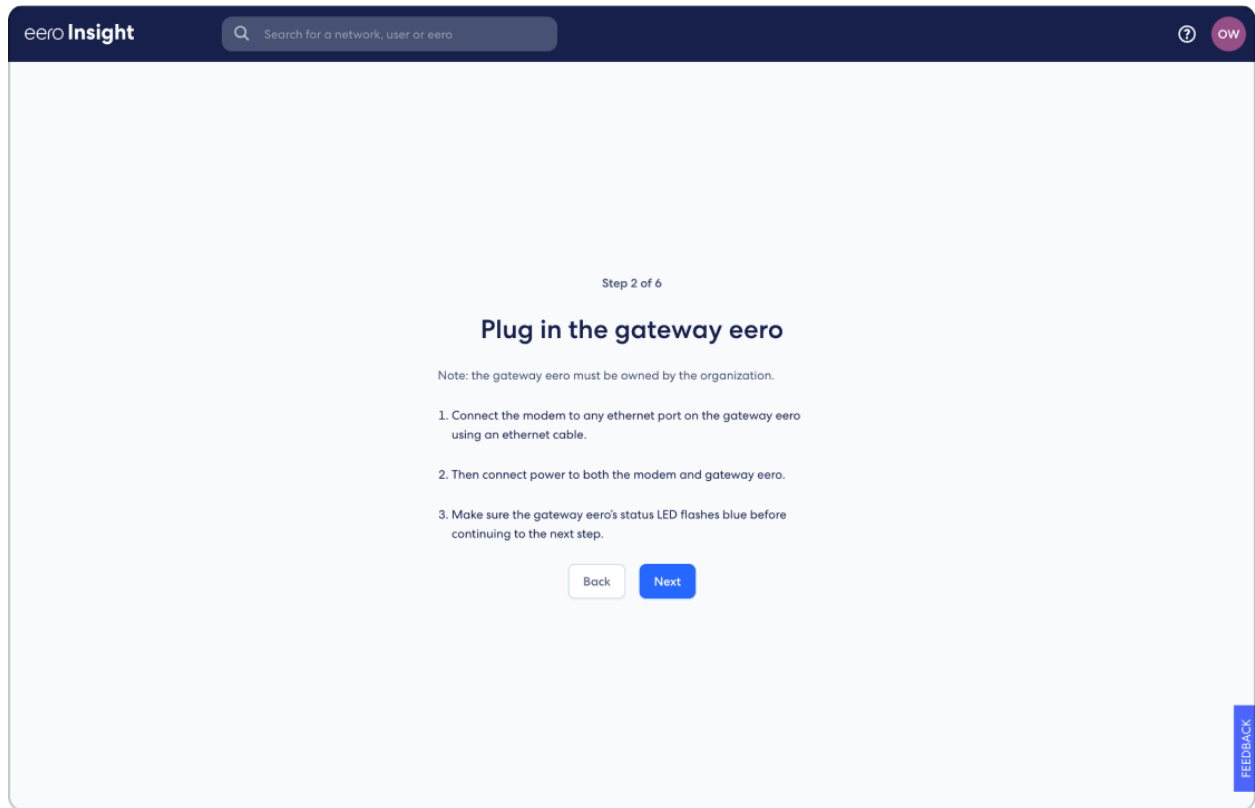 eero Insight
Search for a network, user or eero
OW
Step 2 of 6
Plug in the gateway eero
Note: the gateway eero must be owned by the organization.
1. Connect the modem to any ethernet port on the gateway eero
using an ethernet cable.
2. Then connect power to both the modem and gateway eero.
3. Make sure the gateway eero's status LED flashes blue before
continuing to the next step.
Back
Next
FEEDBACK